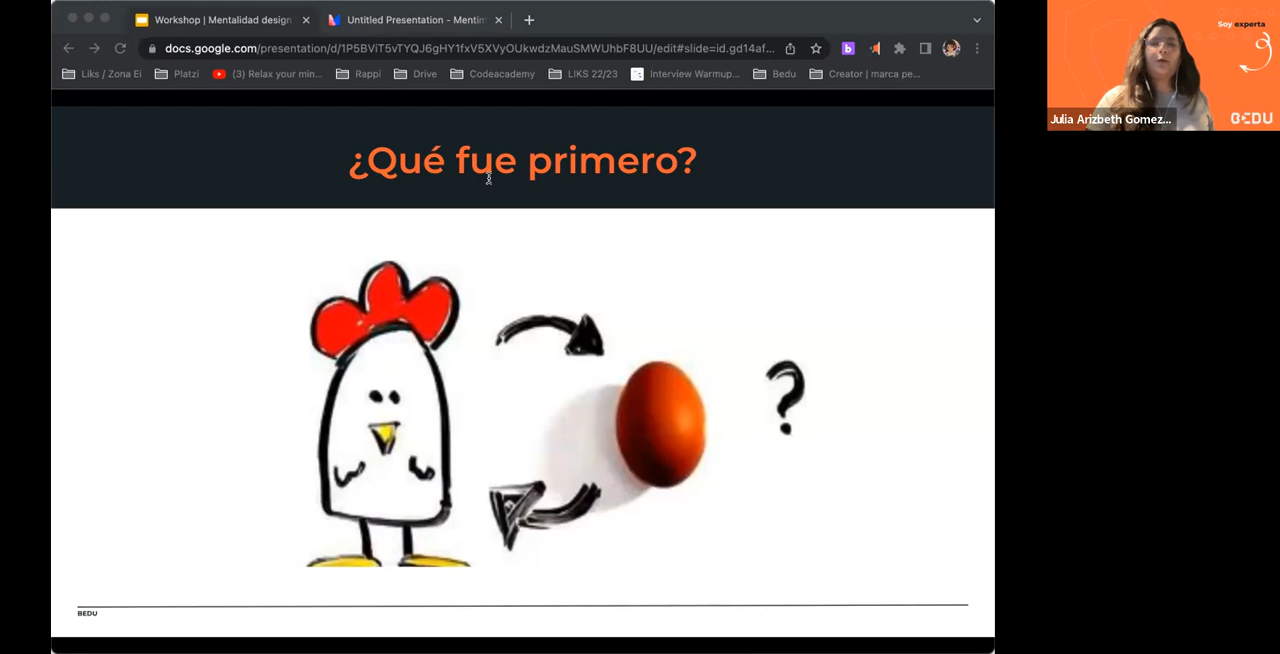 Workshop | Mentalidad design
Untitled Presentation - Mentim
docs.google.com/presentation/d/1P5BViT5vTYQJ6gHY1fxV5XVyOUkwdzMauSMWUhbF8UU/edit#slide=id.gd14af...
Liks / Zona Ei
Platzi
(3) Relax your min...
Rappi
Drive
Codeacademy
LIKS 22/23
Interview Warmup...
Bedu
Creator | marca pe...
¿Qué fue primero?
?
BEDU
Soy experta
Julia Arizbeth Gomez...
BEDU